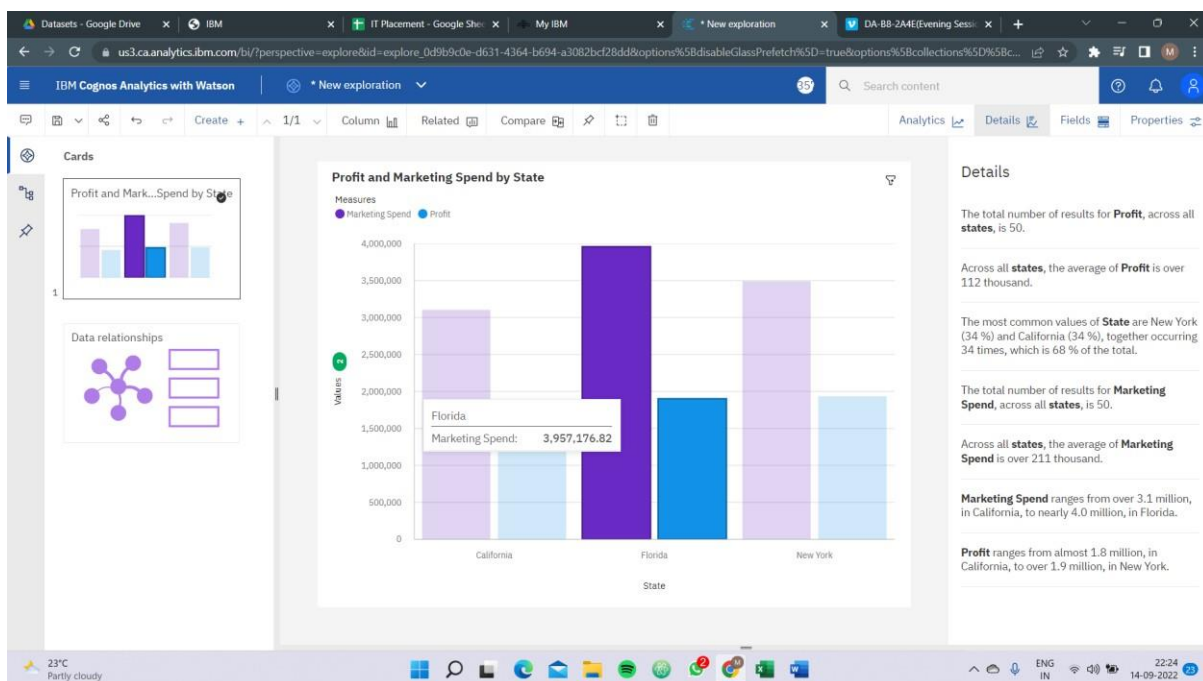 Datasets - Google Drive
IBM
IT Placement - Google Shee
My IBM
* New exploration
DA-BB-2A4E(Evening Sessi
us3.ca.analytics.ibm.com/bi/?perspective=explore&id=explore_0d9b9c0e-d631-4364-b694-a3082bcf28dd&options%5BdisableGlassPrefetch%5D=true&options%5Bcollections%5D%5Bc...
M
IBM Cognos Analytics with Watson
* New exploration
Search content
Create +
1/1
Column
Related
Compare
Analytics
Details
Fields
Properties
Cards
Profit and Mark...Spend by State
1
Data relationships
Profit and Marketing Spend by State
Measures
Marketing Spend
Profit
4,000,000
3,500,000
3,000,000
2,500,000
2,000,000
1,500,000
1,000,000
500,000
0
Values
2
Florida
Marketing Spend: 3,957,176.82
California
Florida
New York
State
Details
The total number of results for Profit, across all
states, is 50.
Across all states, the average of Profit is over
112 thousand.
The most common values of State are New York
(34 %) and California (34 %), together occurring
34 times, which is 68 % of the total.
The total number of results for Marketing
Spend, across all states, is 50.
Across all states, the average of Marketing
Spend is over 211 thousand.
Marketing Spend ranges from over 3.1 million,
in California, to nearly 4.0 million, in Florida.
Profit ranges from almost 1.8 million, in
California, to over 1.9 million, in New York.
23°C
Partly cloudy
2
ENG
IN
22:24
14-09-2022
23